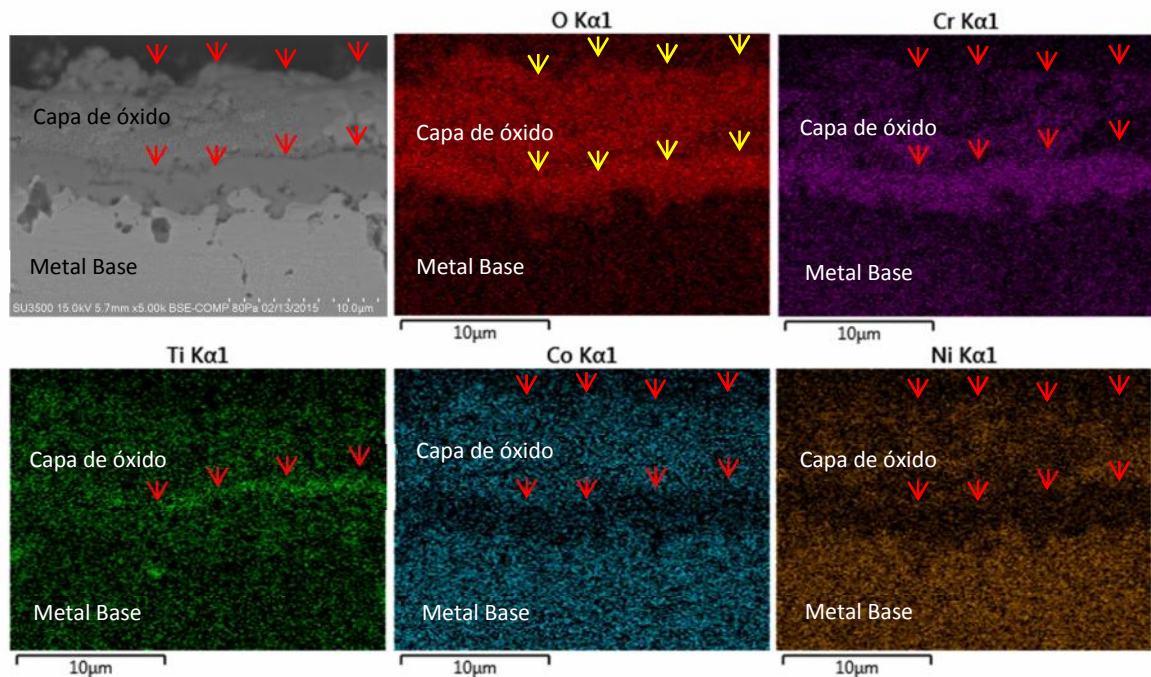 O Kα1
Cr Kα1
Capa de óxido
Metal Base
SU3500 15.0kV 5.7mm x5.00k BSE-COMP 80Pa 02/13/2015
10.0µm
Capa de óxido
Metal Base
10µm
Capa de óxido
Metal Base
10µm
Ti Kα1
Co Kα1
Ni Kα1
Capa de óxido
Metal Base
10µm
Capa de óxido
Metal Base
10µm
Capa de óxido
Metal Base
10µm